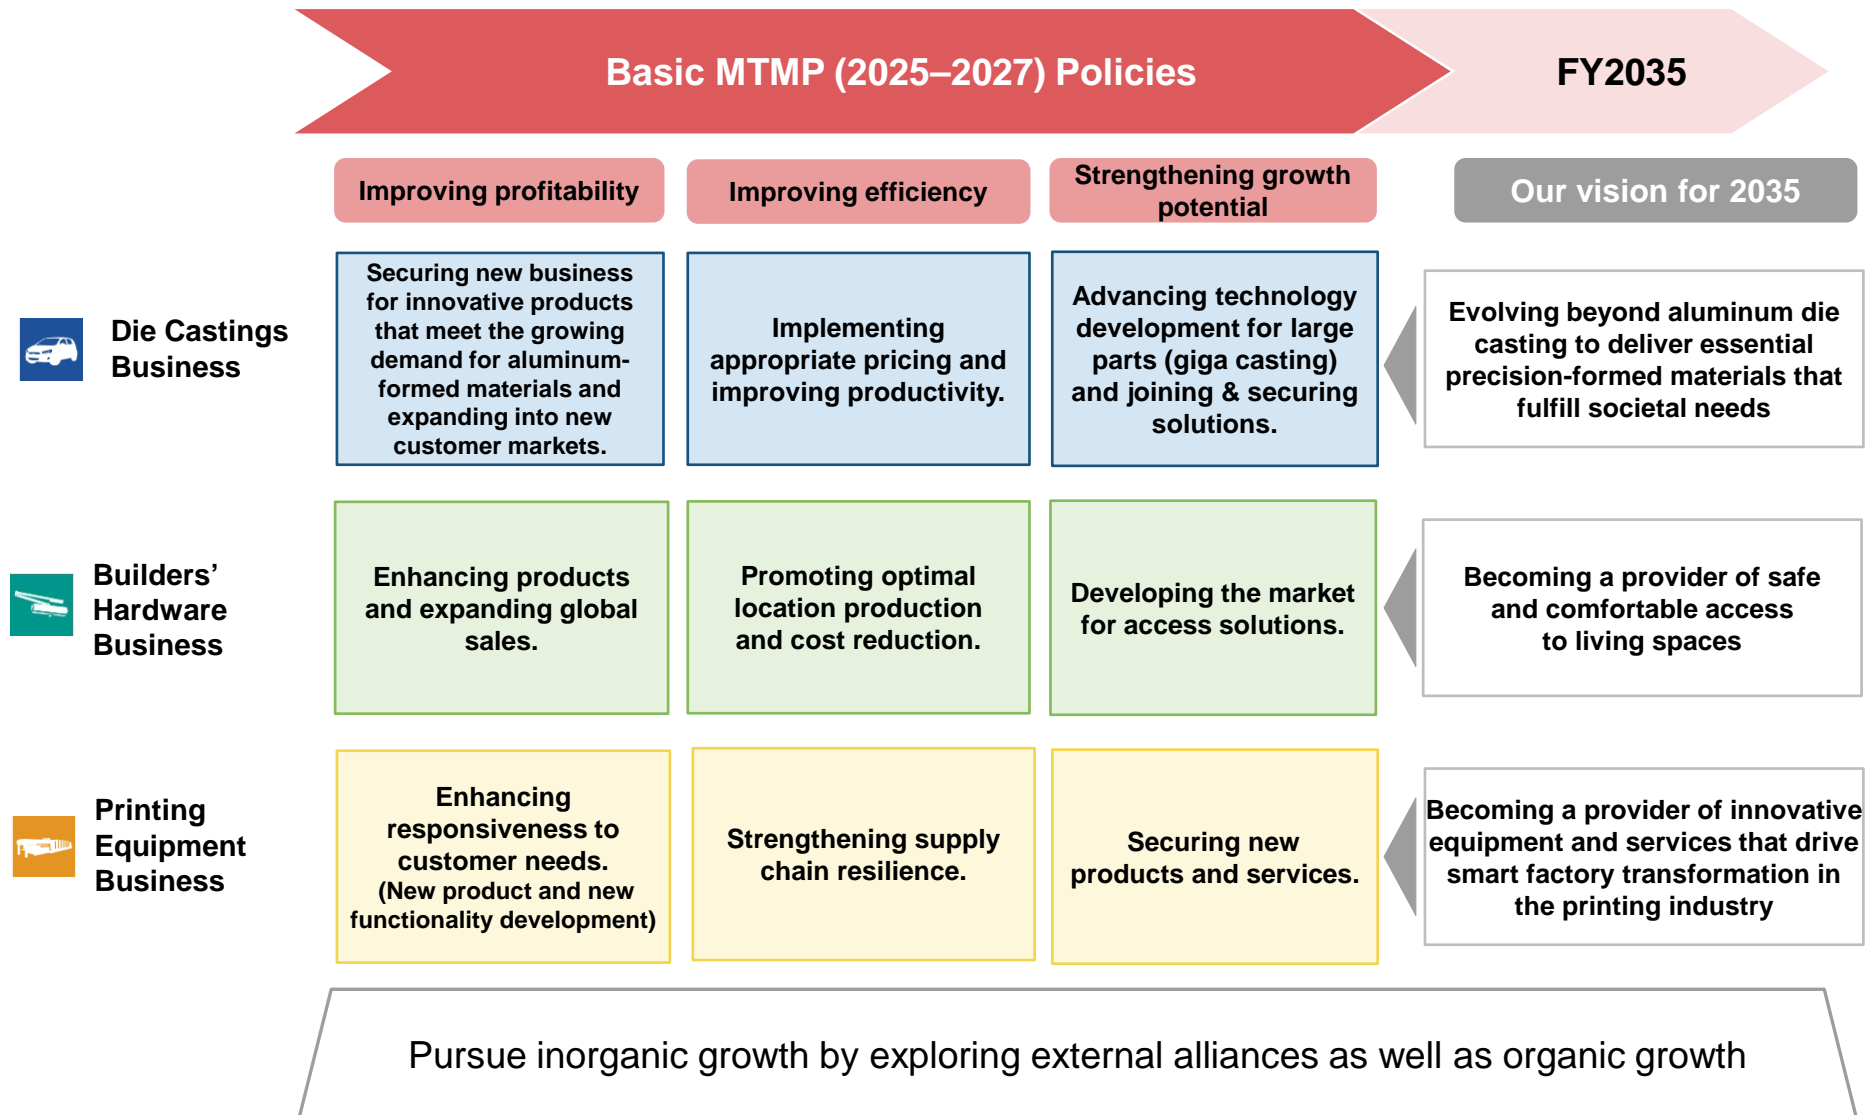 Basic MTMP (2025–2027) Policies
FY2035
Improving profitability
Improving efficiency
Strengthening growth
potential
Our vision for 2035
Die Castings
Business
Securing new business
for innovative products
that meet the growing
demand for aluminum-
formed materials and
expanding into new
customer markets.
Implementing
appropriate pricing and
improving productivity.
Advancing technology
development for large
parts (giga casting)
and joining & securing
solutions.
Evolving beyond aluminum die
casting to deliver essential
precision-formed materials that
fulfill societal needs
Builders’
Hardware
Business
Enhancing products
and expanding global
sales.
Promoting optimal
location production
and cost reduction.
Developing the market
for access solutions.
Becoming a provider of safe
and comfortable access
to living spaces
Printing
Equipment
Business
Enhancing
responsiveness to
customer needs.
(New product and new
functionality development)
Strengthening supply
chain resilience.
Securing new
products and services.
Becoming a provider of innovative
equipment and services that drive
smart factory transformation in
the printing industry
Pursue inorganic growth by exploring external alliances as well as organic growth